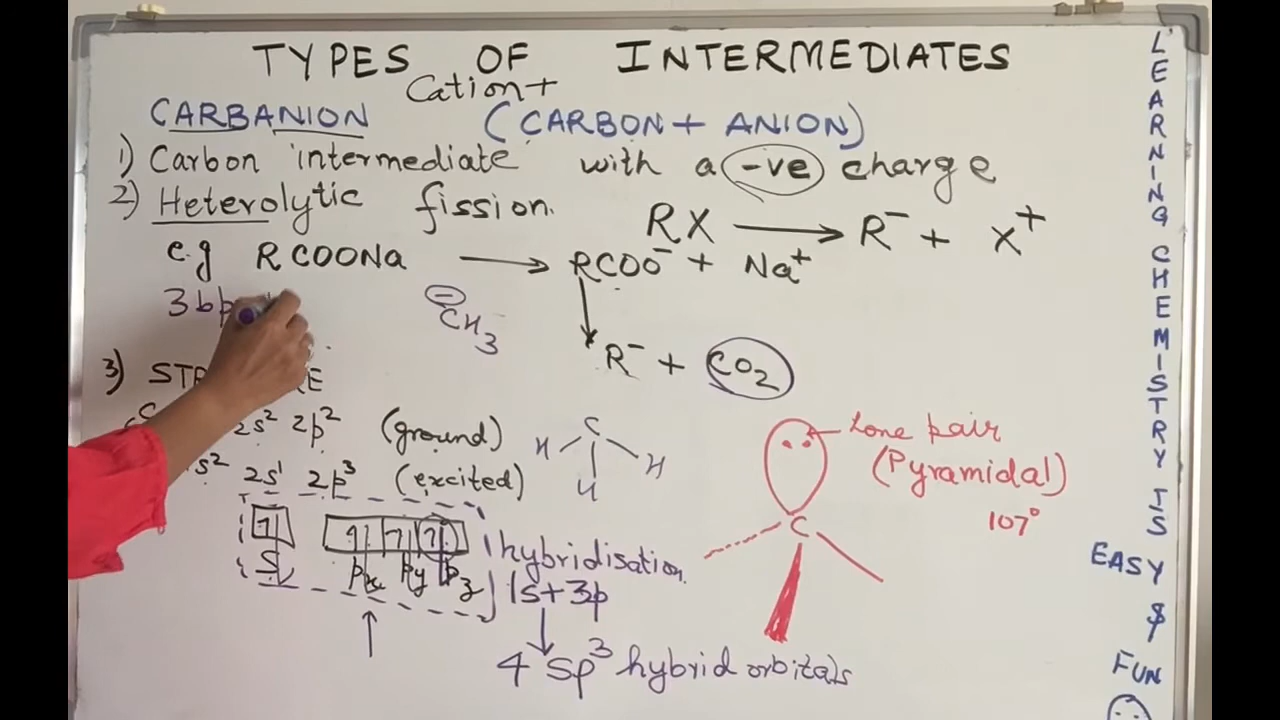 TYPES OF INTERMEDIATES
Cation+
CARBANION (CARBON + ANION)
1) Carbon intermediate with a -ve charge
2) Heterolytic fission.
RX → R⁻ + X⁺
e.g RCOONa → RCOO⁻ + Na⁺
3bp
⁻CH3
R⁻ + CO2
3)
2s² 2p² (ground)
s² 2s¹ 2p³ (excited)
C
H H
H
Lone pair
(Pyramidal)
107°
C
S px py pz
hybridisation
1s+3p
4 sp³ hybrid orbitals
LEARNING CHEMISTRY IS
EASY &
FUN